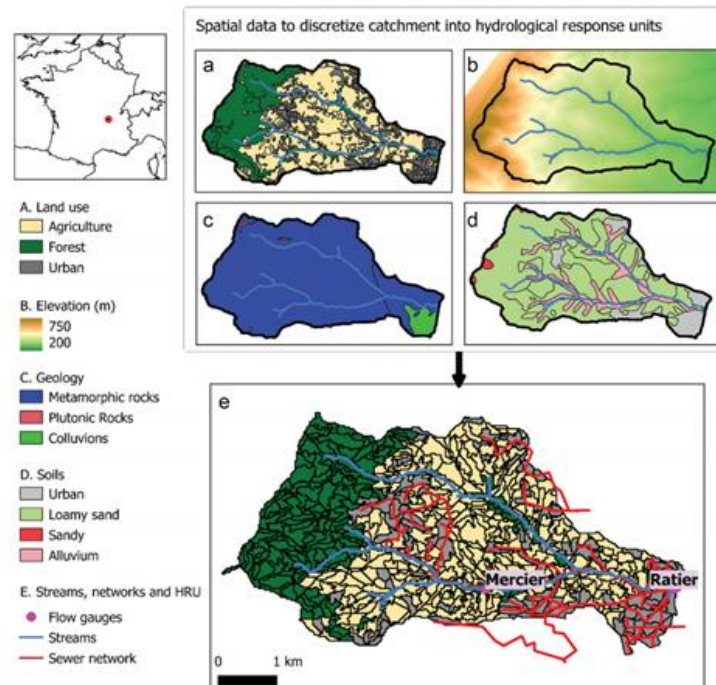 Spatial data to discretize catchment into hydrological response units
a
b
A. Land use
Agriculture
Forest
Urban
c
d
B. Elevation (m)
750
200
C. Geology
Metamorphic rocks
Plutonic Rocks
Colluvions
e
D. Soils
Urban
Loamy sand
Sandy
Alluvium
E. Streams, networks and HRU
Flow gauges
Streams
Sewer network
Mercier
Ratier
0 1 km